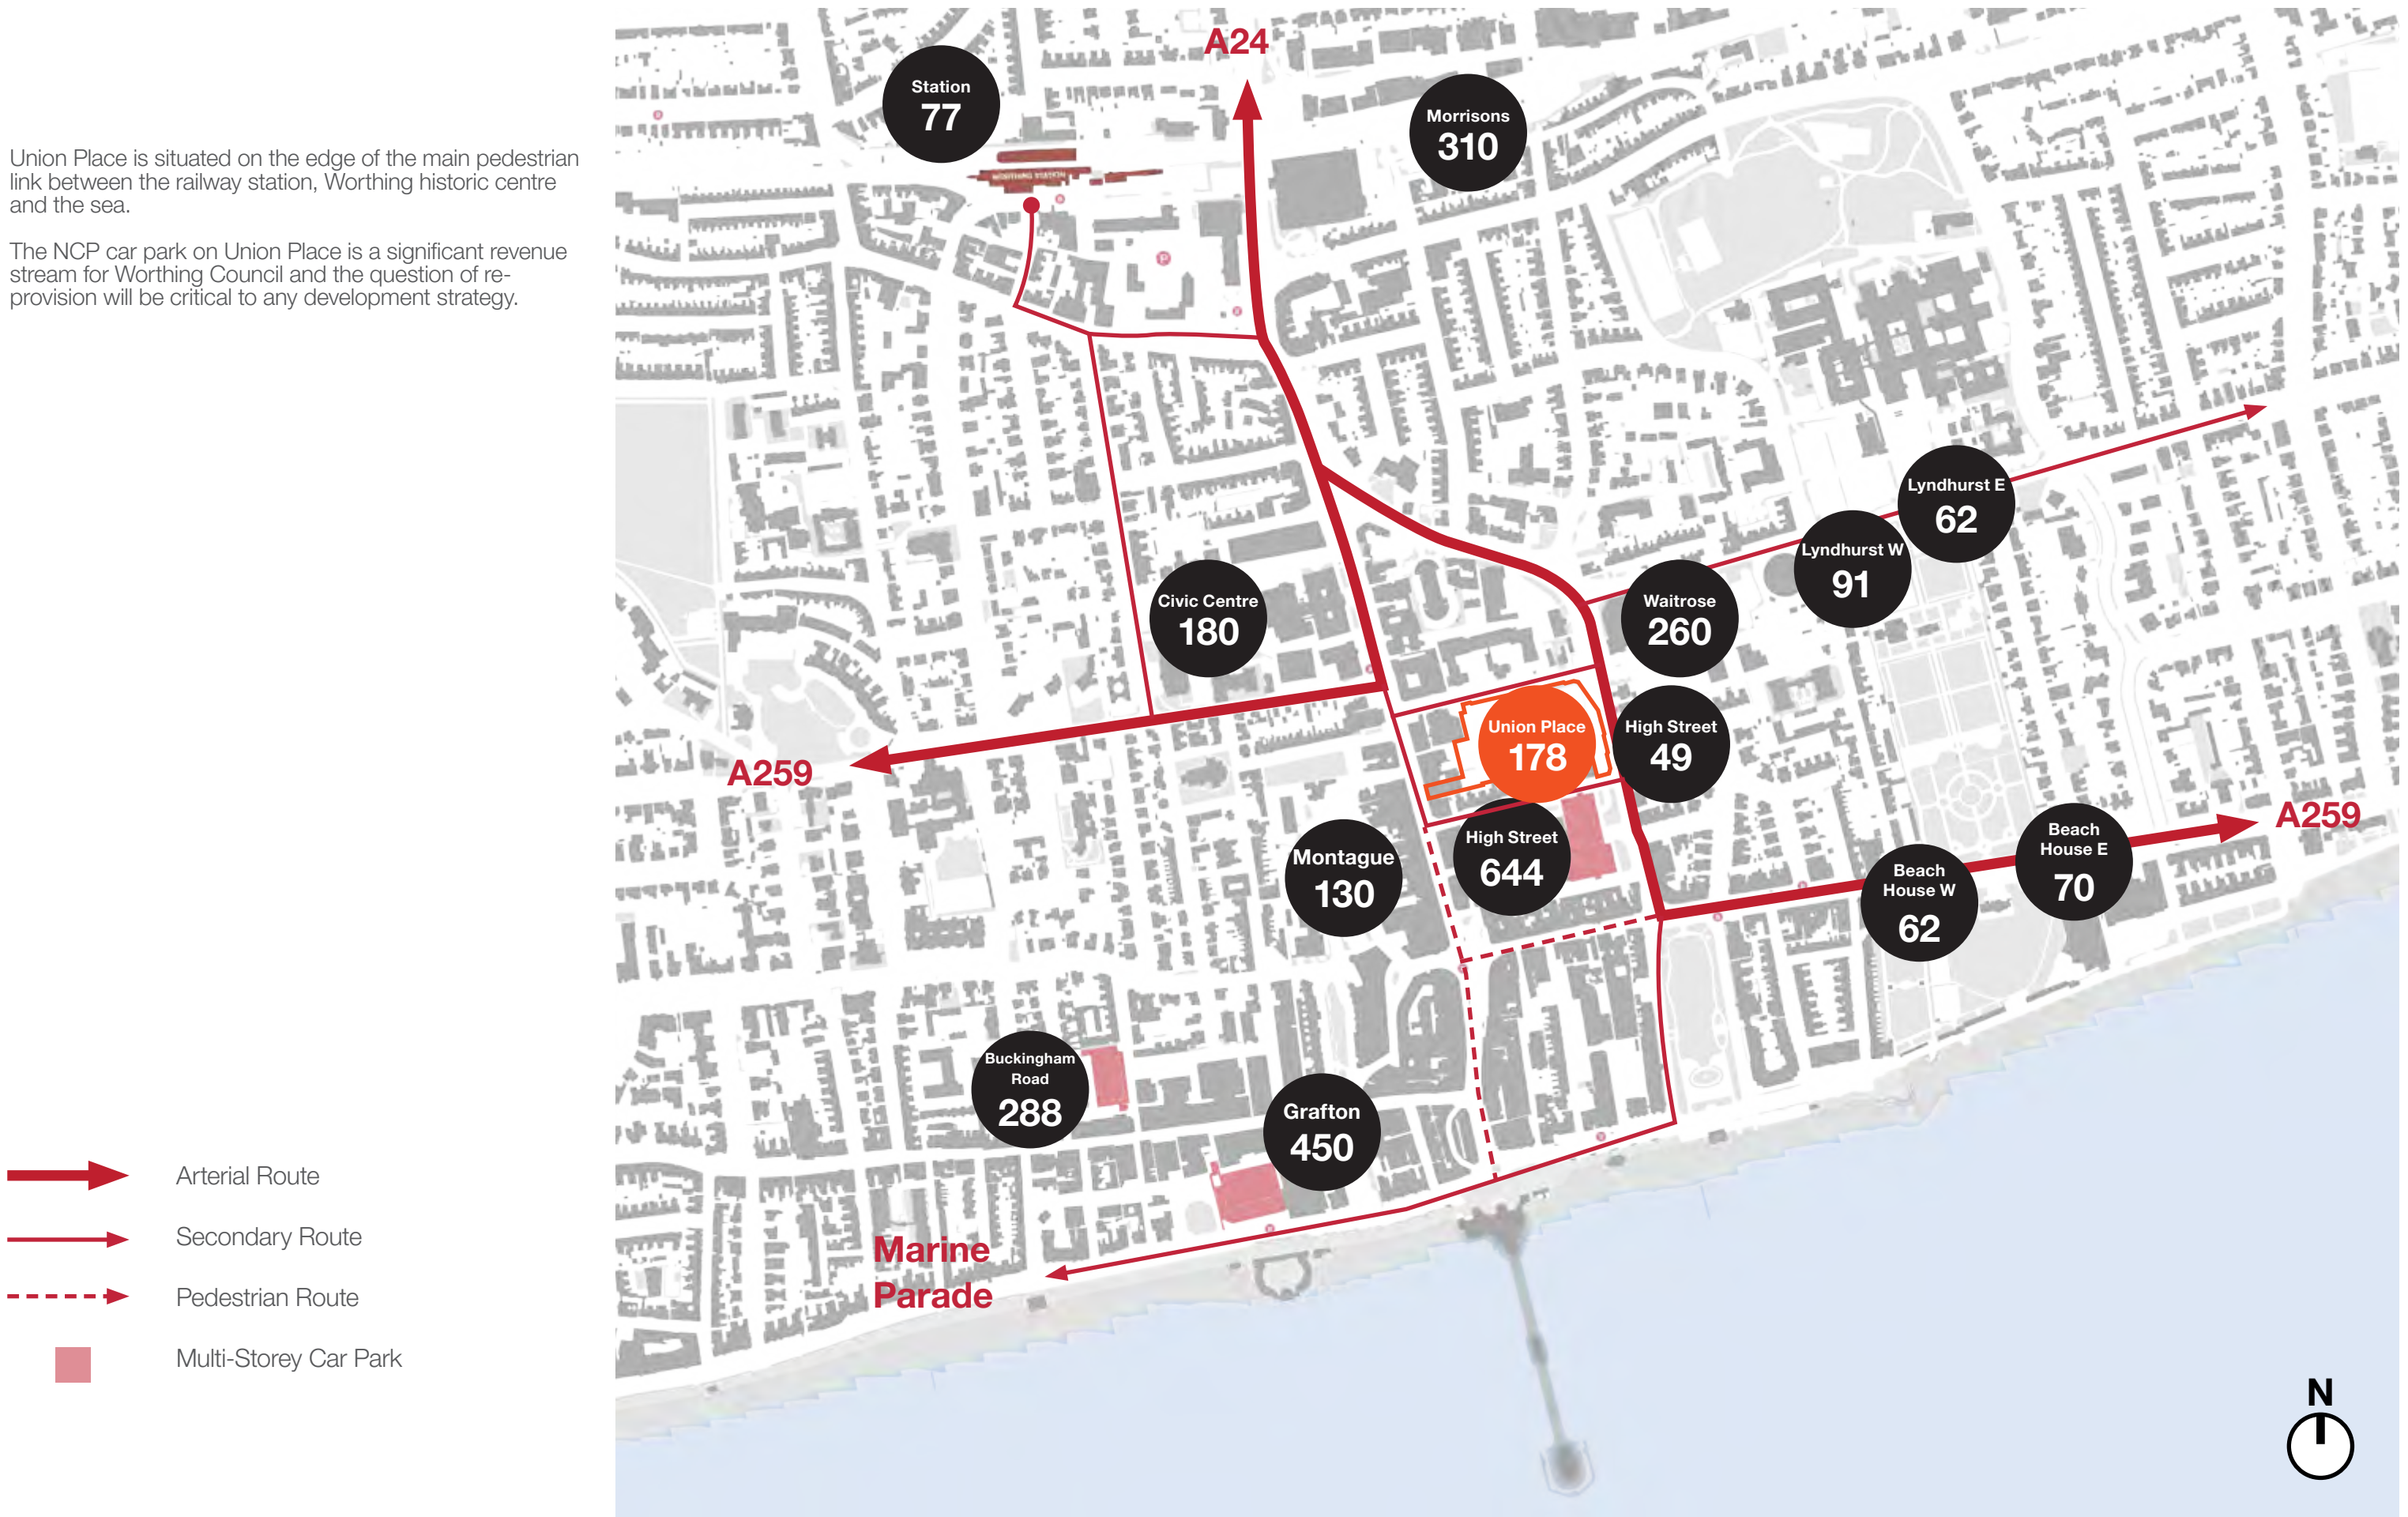 Union Place is situated on the edge of the main pedestrian
link between the railway station, Worthing historic centre
and the sea.
The NCP car park on Union Place is a significant revenue
stream for Worthing Council and the question of re-
provision will be critical to any development strategy.
A24
Station
77
Morrisons
310
WORTHING STATION
Lyndhurst E
62
Lyndhurst W
91
Civic Centre
180
Waitrose
260
Union Place
178
High Street
49
A259
A259
High Street
644
Montague
130
Beach
House E
70
Beach
House W
62
Buckingham
Road
288
Grafton
450
Marine
Parade
Arterial Route
Secondary Route
Pedestrian Route
Multi-Storey Car Park
N